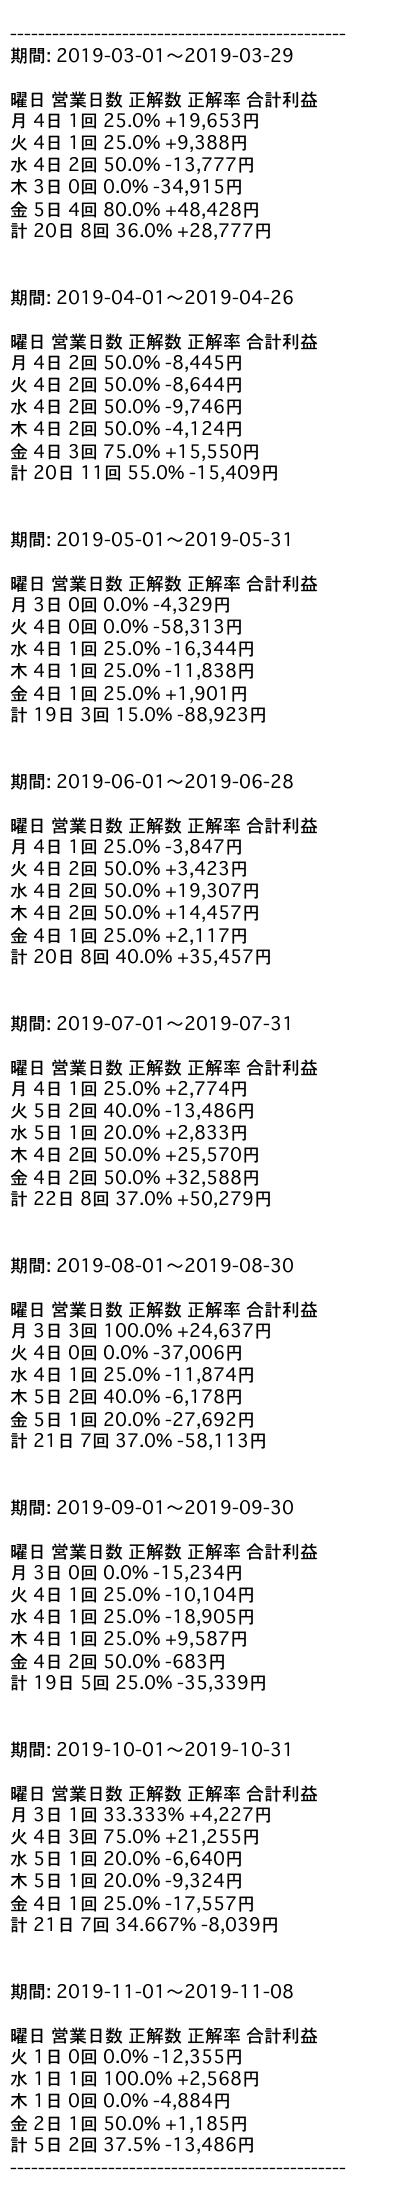 ------------------------------------------------
期間: 2019-03-01〜2019-03-29
曜日 営業日数 正解数 正解率 合計利益
月 4日 1回 25.0% +19,653円
火 4日 1回 25.0% +9,388円
水 4日 2回 50.0% -13,777円
木 3日 0回 0.0% -34,915円
金 5日 4回 80.0% +48,428円
計 20日 8回 36.0% +28,777円
期間: 2019-04-01〜2019-04-26
曜日 営業日数 正解数 正解率 合計利益
月 4日 2回 50.0% -8,445円
火 4日 2回 50.0% -8,644円
水 4日 2回 50.0% -9,746円
木 4日 2回 50.0% -4,124円
金 4日 3回 75.0% +15,550円
計 20日 11回 55.0% -15,409円
期間: 2019-05-01〜2019-05-31
曜日 営業日数 正解数 正解率 合計利益
月 3日 0回 0.0% -4,329円
火 4日 0回 0.0% -58,313円
水 4日 1回 25.0% -16,344円
木 4日 1回 25.0% -11,838円
金 4日 1回 25.0% +1,901円
計 19日 3回 15.0% -88,923円
期間: 2019-06-01〜2019-06-28
曜日 営業日数 正解数 正解率 合計利益
月 4日 1回 25.0% -3,847円
火 4日 2回 50.0% +3,423円
水 4日 2回 50.0% +19,307円
木 4日 2回 50.0% +14,457円
金 4日 1回 25.0% +2,117円
計 20日 8回 40.0% +35,457円
期間: 2019-07-01〜2019-07-31
曜日 営業日数 正解数 正解率 合計利益
月 4日 1回 25.0% +2,774円
火 5日 2回 40.0% -13,486円
水 5日 1回 20.0% +2,833円
木 4日 2回 50.0% +25,570円
金 4日 2回 50.0% +32,588円
計 22日 8回 37.0% +50,279円
期間: 2019-08-01〜2019-08-30
曜日 営業日数 正解数 正解率 合計利益
月 3日 3回 100.0% +24,637円
火 4日 0回 0.0% -37,006円
水 4日 1回 25.0% -11,874円
木 5日 2回 40.0% -6,178円
金 5日 1回 20.0% -27,692円
計 21日 7回 37.0% -58,113円
期間: 2019-09-01〜2019-09-30
曜日 営業日数 正解数 正解率 合計利益
月 3日 0回 0.0% -15,234円
火 4日 1回 25.0% -10,104円
水 4日 1回 25.0% -18,905円
木 4日 1回 25.0% +9,587円
金 4日 2回 50.0% -683円
計 19日 5回 25.0% -35,339円
期間: 2019-10-01〜2019-10-31
曜日 営業日数 正解数 正解率 合計利益
月 3日 1回 33.333% +4,227円
火 4日 3回 75.0% +21,255円
水 5日 1回 20.0% -6,640円
木 5日 1回 20.0% -9,324円
金 4日 1回 25.0% -17,557円
計 21日 7回 34.667% -8,039円
期間: 2019-11-01〜2019-11-08
曜日 営業日数 正解数 正解率 合計利益
火 1日 0回 0.0% -12,355円
水 1日 1回 100.0% +2,568円
木 1日 0回 0.0% -4,884円
金 2日 1回 50.0% +1,185円
計 5日 2回 37.5% -13,486円
------------------------------------------------